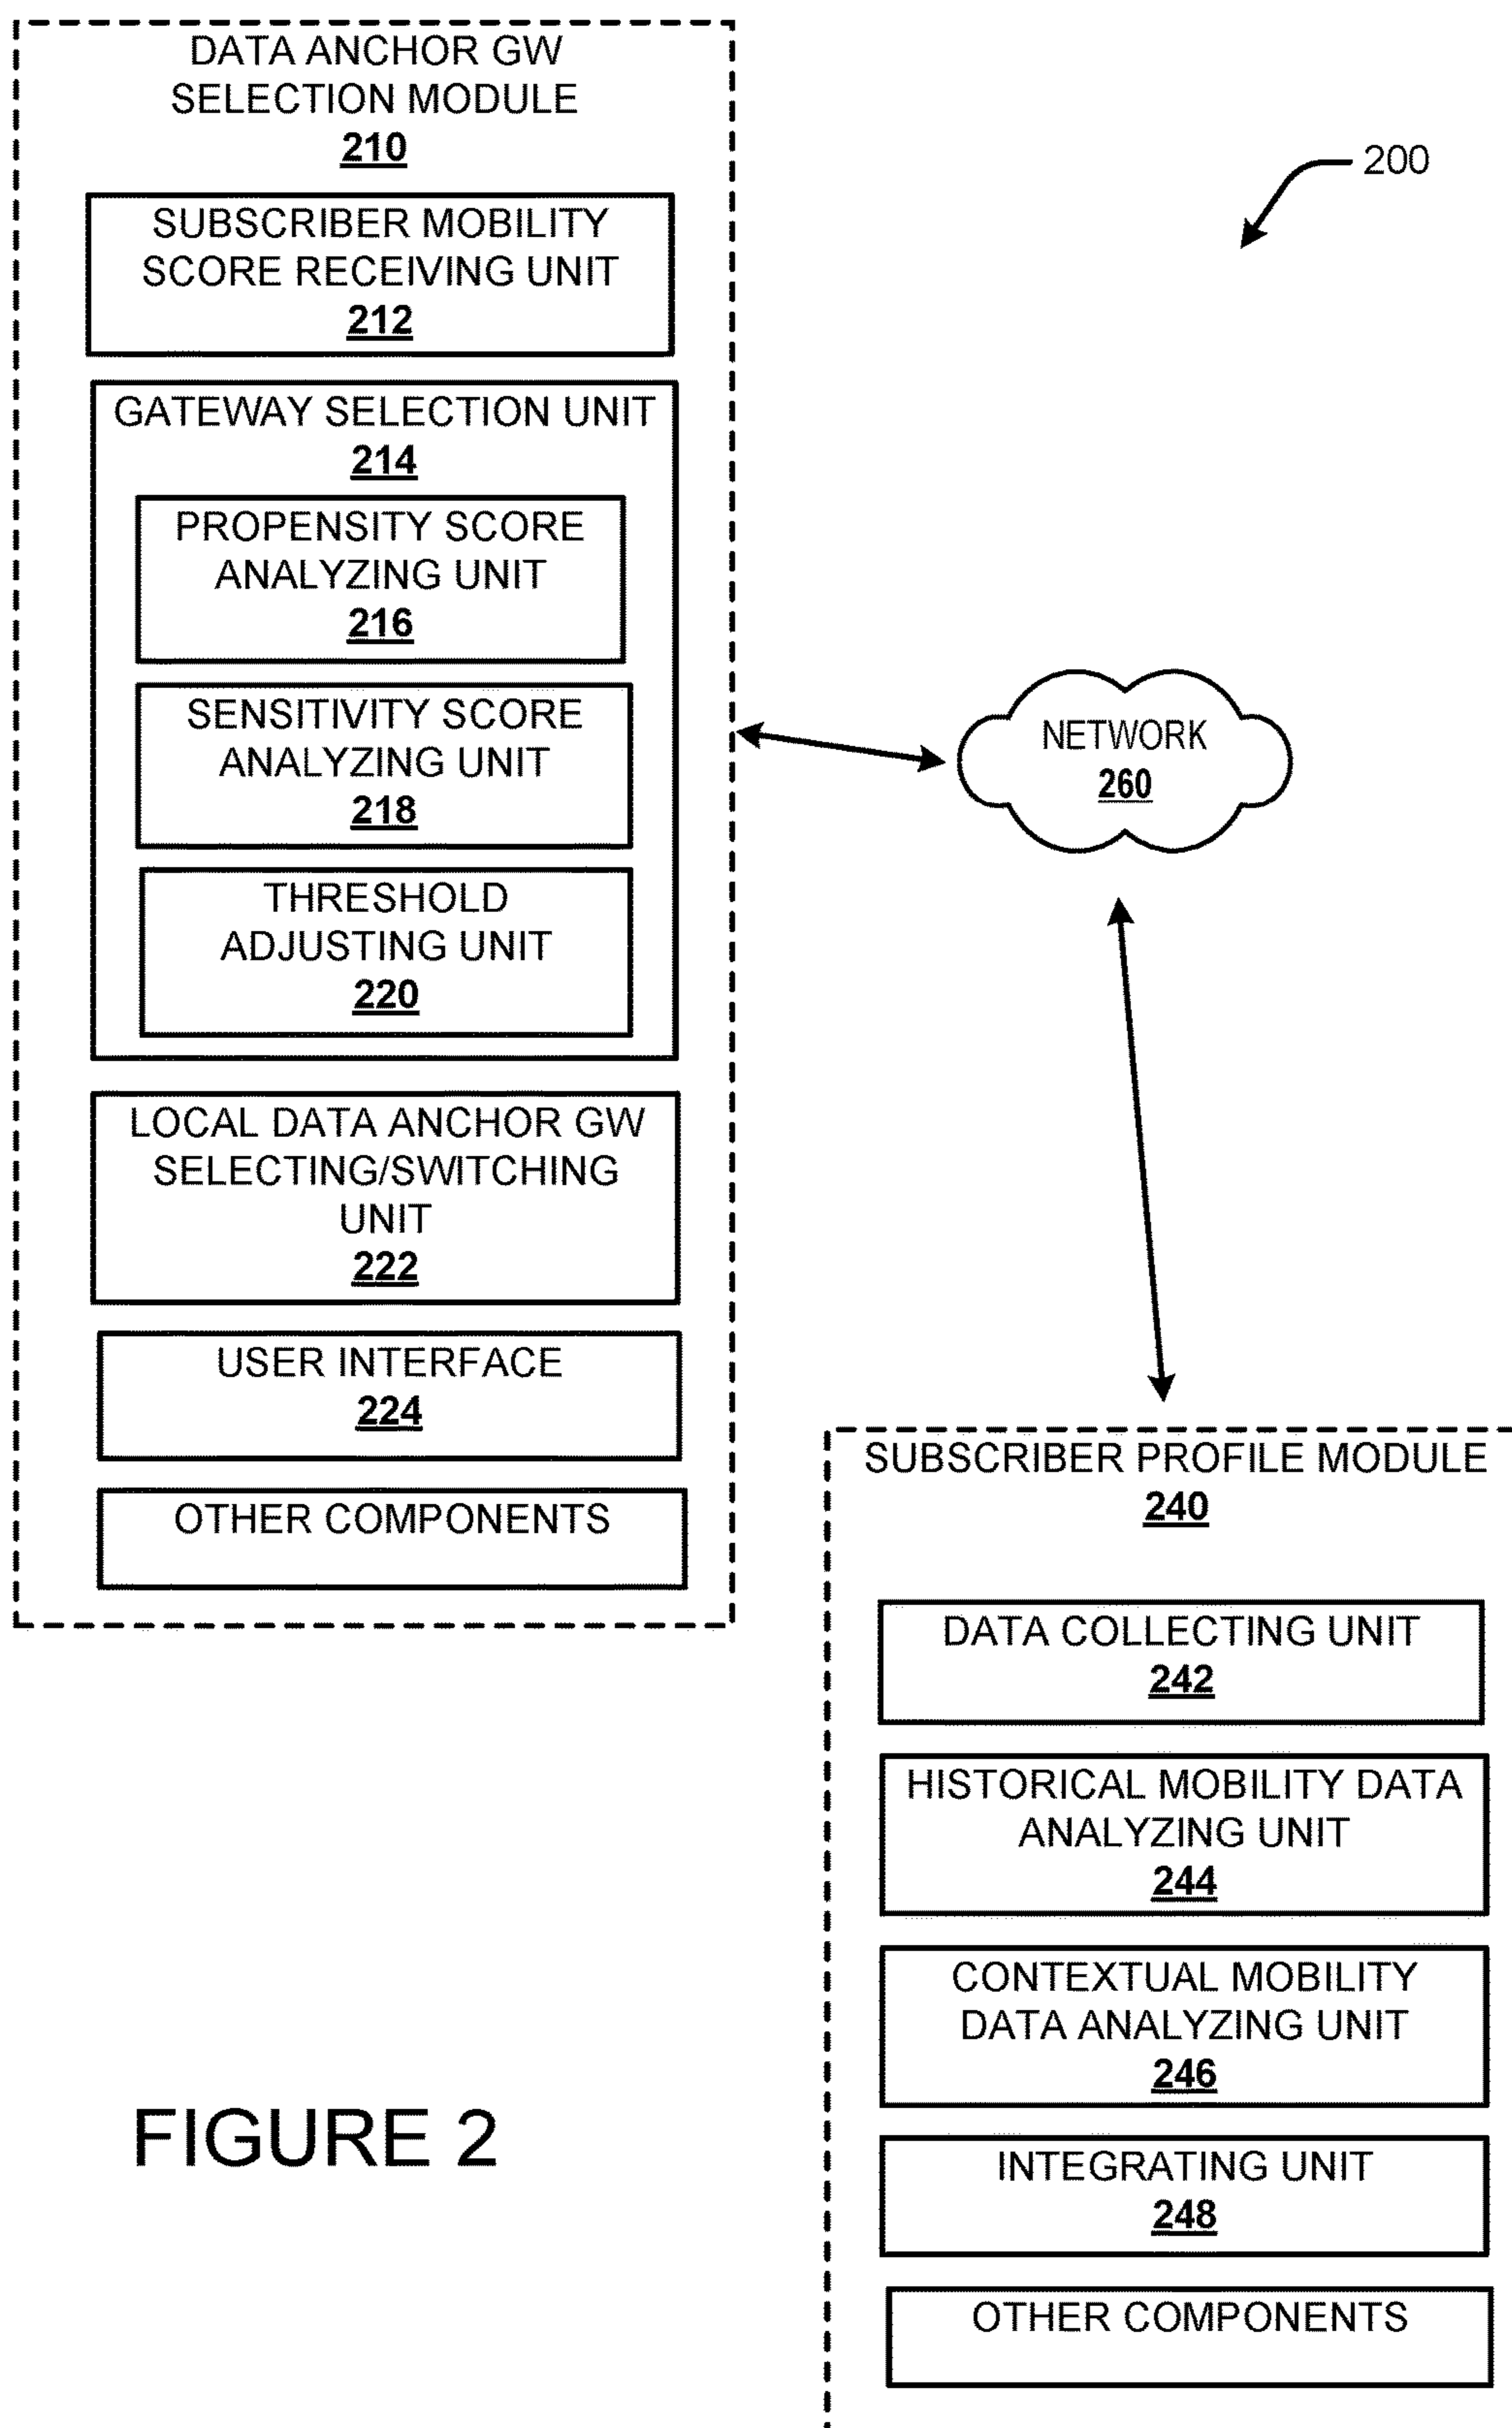 DATA ANCHOR GW
SELECTION MODULE
210
200
SUBSCRIBER MOBILITY
SCORE RECEIVING UNIT
212
GATEWAY SELECTION UNIT
214
PROPENSITY SCORE
ANALYZING UNIT
216
SENSITIVITY SCORE
ANALYZING UNIT
218
THRESHOLD
ADJUSTING UNIT
220
LOCAL DATA ANCHOR GW
SELECTING/SWITCHING
UNIT
222
USER INTERFACE
224
OTHER COMPONENTS
NETWORK
260
SUBSCRIBER PROFILE MODULE
240
DATA COLLECTING UNIT
242
HISTORICAL MOBILITY DATA
ANALYZING UNIT
244
CONTEXTUAL MOBILITY
DATA ANALYZING UNIT
246
INTEGRATING UNIT
248
OTHER COMPONENTS
FIGURE 2